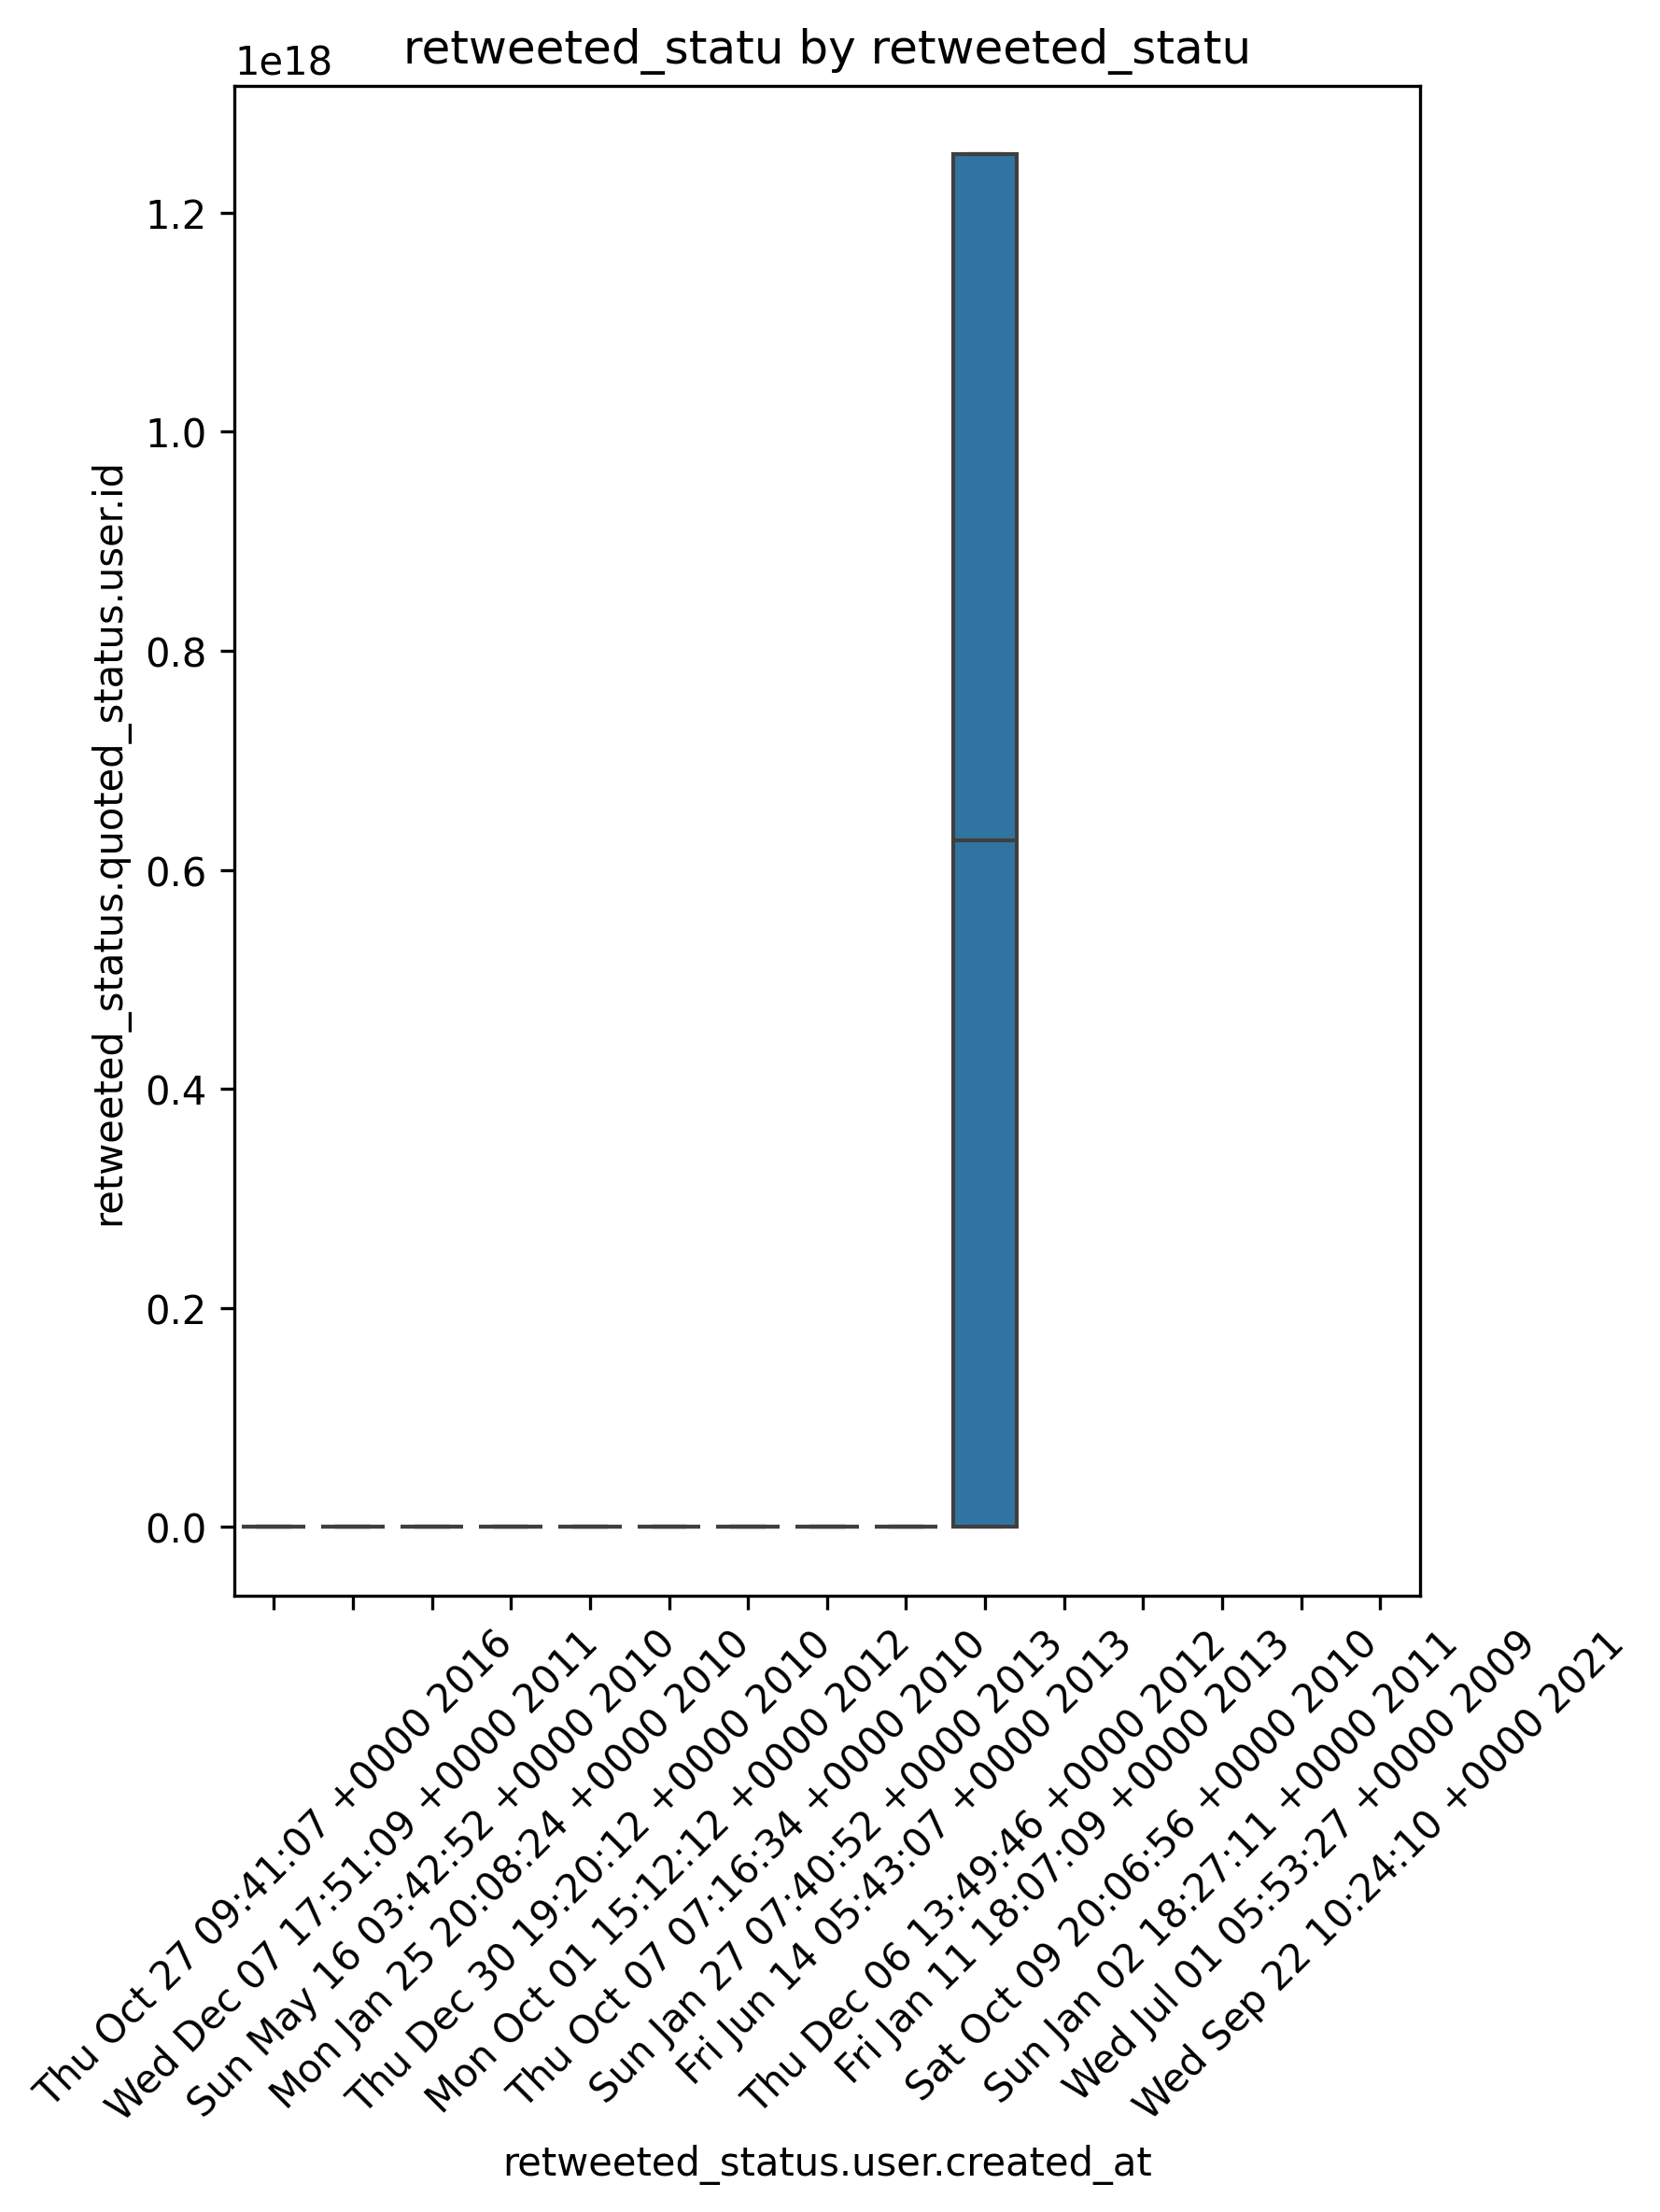 retweeted_statu by retweeted_statu
1e18
1.2
1.0
0.8
0.6
0.4
0.2
0.0
retweeted_status.quoted_status.user.id
Thu Oct 27 09:41:07 +0000 2016
Wed Dec 07 17:51:09 +0000 2011
Sun May 16 03:42:52 +0000 2010
Mon Jan 25 20:08:24 +0000 2010
Thu Dec 30 19:20:12 +0000 2010
Mon Oct 01 15:12:12 +0000 2012
Thu Oct 07 07:16:34 +0000 2010
Sun Jan 27 07:40:52 +0000 2013
Fri Jun 14 05:43:07 +0000 2013
Thu Dec 06 13:49:46 +0000 2012
Fri Jan 11 18:07:09 +0000 2013
Sat Oct 09 20:06:56 +0000 2010
Sun Jan 02 18:27:11 +0000 2011
Wed Jul 01 05:53:27 +0000 2009
Wed Sep 22 10:24:10 +0000 2021
retweeted_status.user.created_at